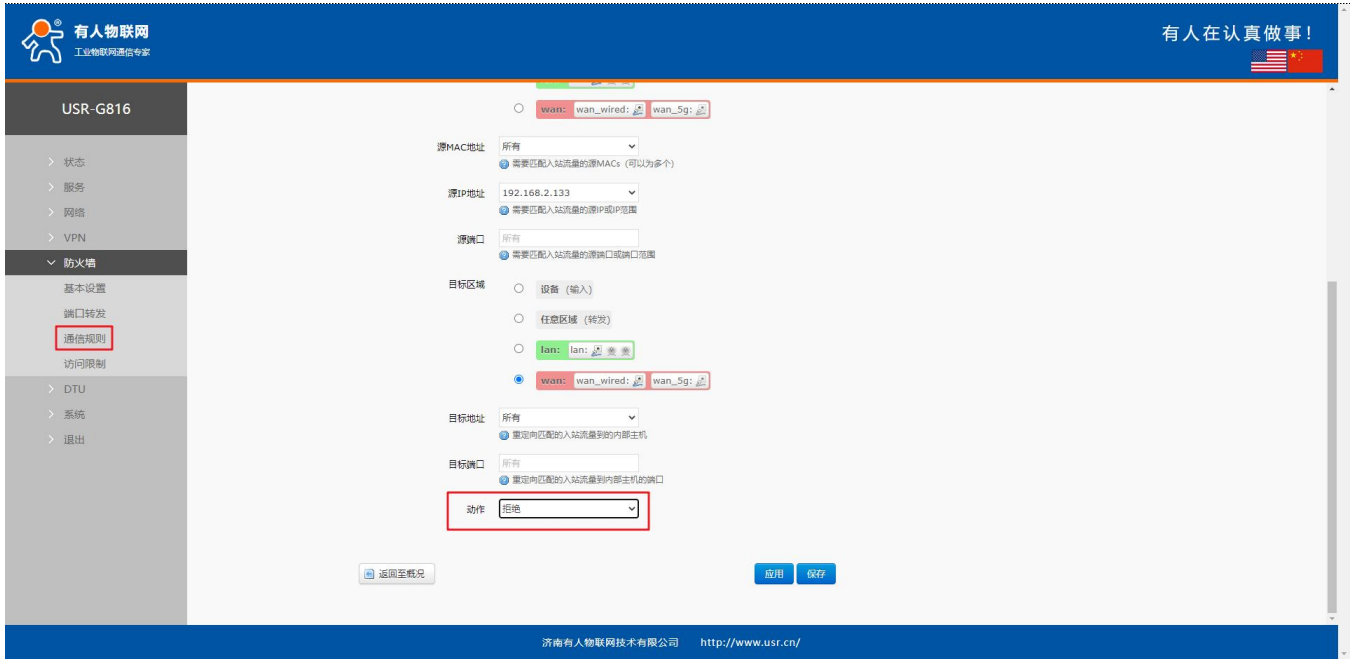 有人物联网
工业物联网通信专家
有人在认真做事!
USR-G816
状态
服务
网络
VPN
防火墙
基本设置
端口转发
通信规则
访问限制
DTU
系统
退出
wan: wan_wired: wan_5g:
源MAC地址 所有
需要匹配入站流量的源MACs (可以为多个)
源IP地址 192.168.2.133
需要匹配入站流量的源IP或IP范围
源端口 所有
需要匹配入站流量的源端口或端口范围
目标区域 设备 (输入)
任意区域 (转发)
lan: lan:
wan: wan_wired: wan_5g:
目标地址 所有
重定向匹配的入站流量到的内部主机
目标端口 所有
重定向匹配的入站流量到内部主机的端口
动作 拒绝
返回至概况 应用 保存
济南有人物联网技术有限公司 http://www.usr.cn/